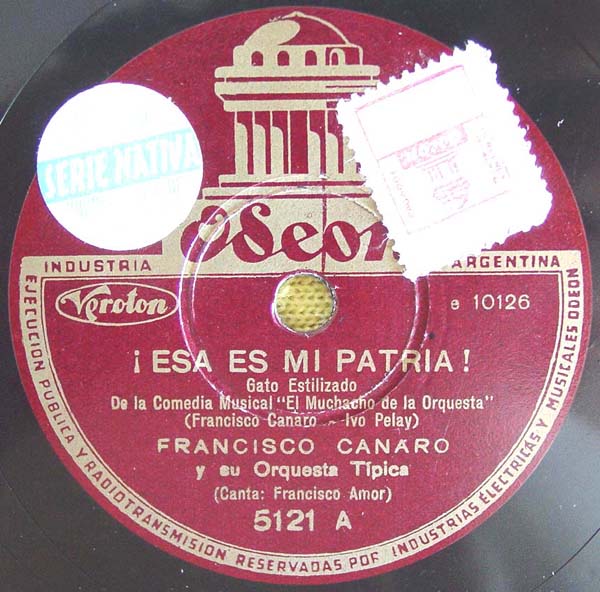 SERIE NATIVA
Odeon
INDUSTRIA
ARGENTINA
Veroton
e 10126
¡ESA ES MI PATRIA!
Gato Estilizado
De la Comedia Musical "El Muchacho de la Orquesta"
(Francisco Canaro - Ivo Pelay)
FRANCISCO CANARO
y su Orquesta Típica
(Canta: Francisco Amor)
5121 A
EJECUCION PUBLICA Y RADIOTRANSMISION RESERVADAS POR INDUSTRIAS ELÉCTRICAS Y MUSICALES ODEON